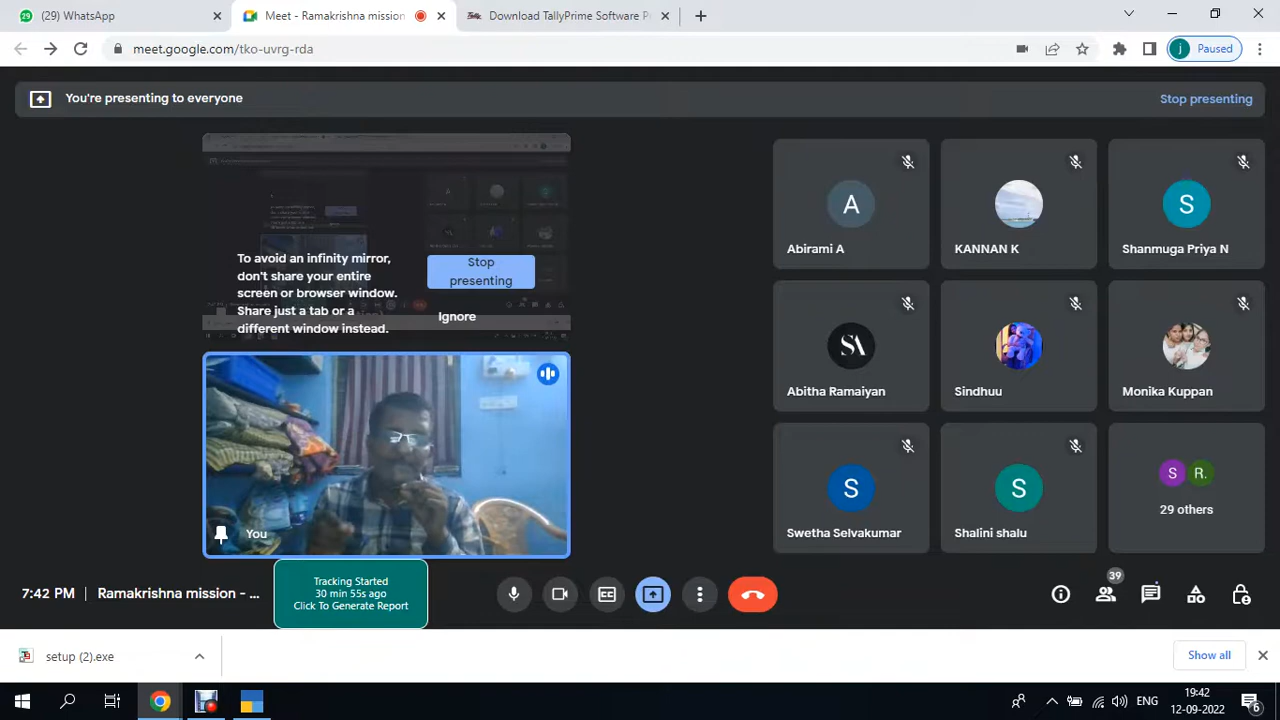 (29) WhatsApp
Meet - Ramakrishna mission
Download TallyPrime Software P
meet.google.com/tko-uvrg-rda
j
Paused
You're presenting to everyone
Stop presenting
To avoid an infinity mirror,
don't share your entire
screen or browser window.
Share just a tab or a
different window instead.
Stop
presenting
Ignore
A
Abirami A
KANNAN K
S
Shanmuga Priya N
SA
Abitha Ramaiyan
Sindhuu
Monika Kuppan
S
Swetha Selvakumar
S
Shalini shalu
S R.
29 others
You
7:42 PM | Ramakrishna mission - ...
Tracking Started
30 min 55s ago
Click To Generate Report
CC
39
setup (2).exe
Show all
ENG
19:42
12-09-2022
6